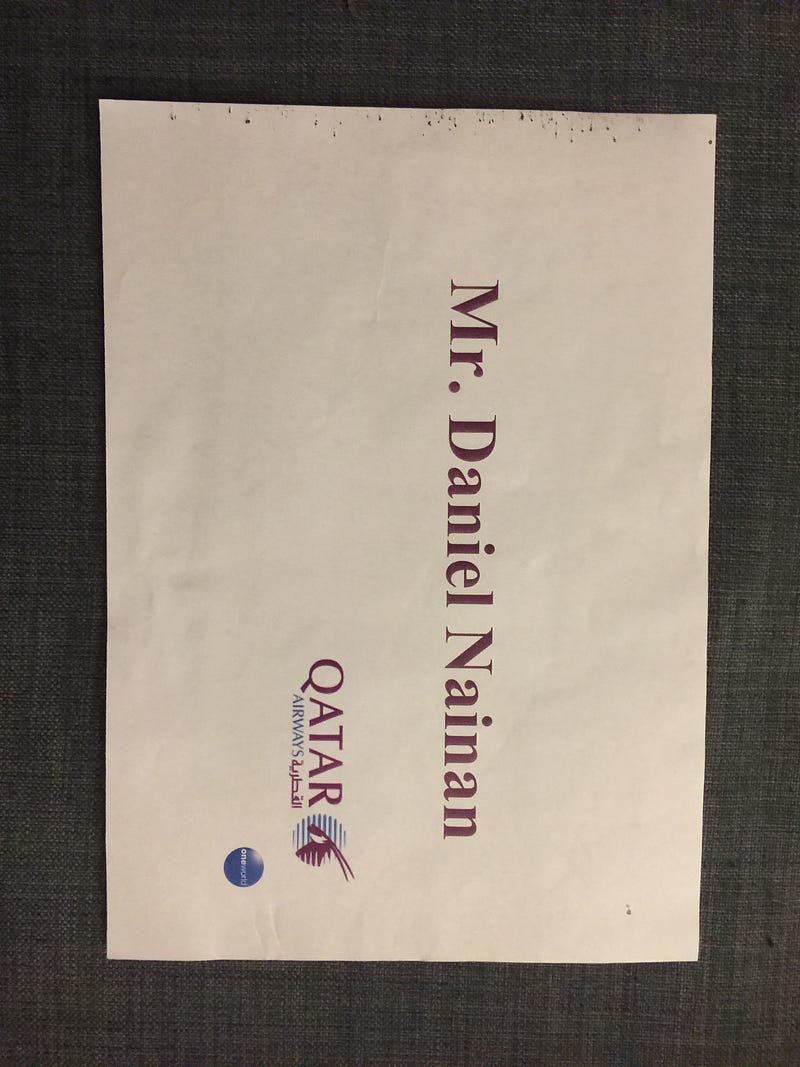 Mr. Daniel Nainan
QATAR
AIRWAYS القطرية
oneworld